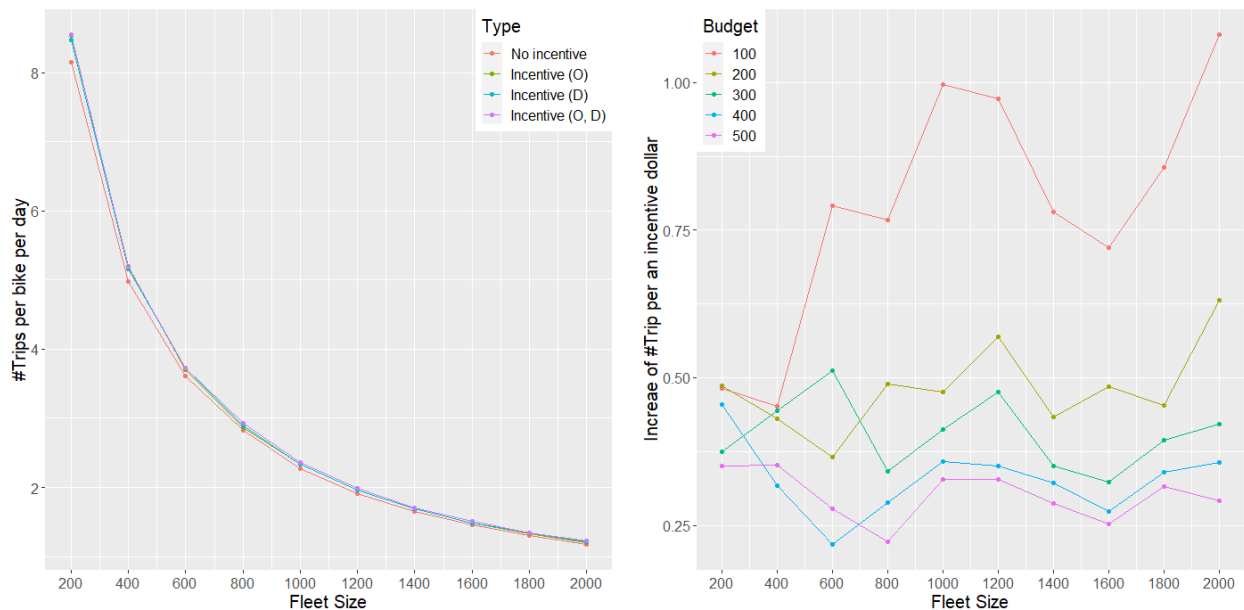 #Trips per bike per day
8
6
4
2
200 400 600 800 1000 1200 1400 1600 1800 2000
Fleet Size
Type
No incentive
Incentive (O)
Incentive (D)
Incentive (O, D)
Increae of #Trip per an incentive dollar
1.00
0.75
0.50
0.25
200 400 600 800 1000 1200 1400 1600 1800 2000
Fleet Size
Budget
100
200
300
400
500